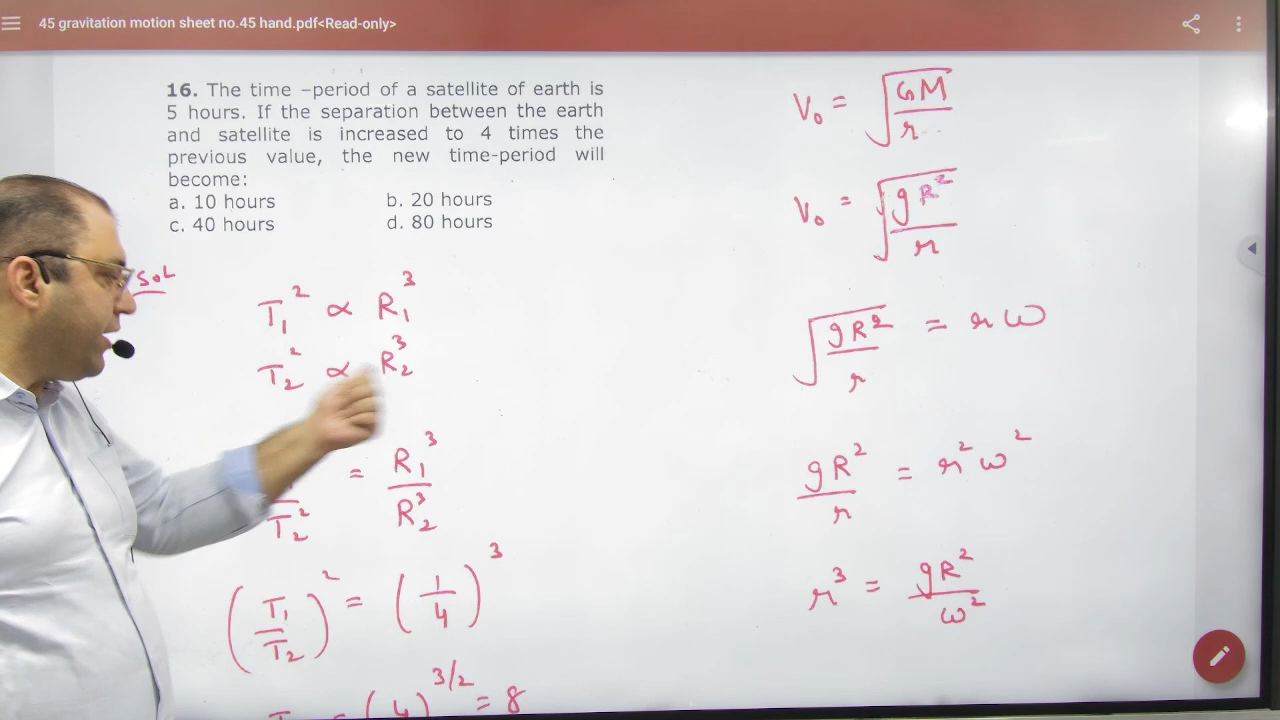 45 gravitation motion sheet no.45 hand.pdf<Read-only>
16. The time –period of a satellite of earth is
5 hours. If the separation between the earth
and satellite is increased to 4 times the
previous value, the new time-period will
become:
a. 10 hours b. 20 hours
c. 40 hours d. 80 hours
Sol
T₁² ∝ R₁³
T₂² ∝ R₂³
T₂² = R₁³/R₂³
(T₁/T₂)² = (1/4)³
= (4)^3/2 = 8
V₀ = √(GM/r)
V₀ = √(gR²/r)
√(gR²/r) = rω
gR²/r = r²ω²
r³ = gR²/ω²